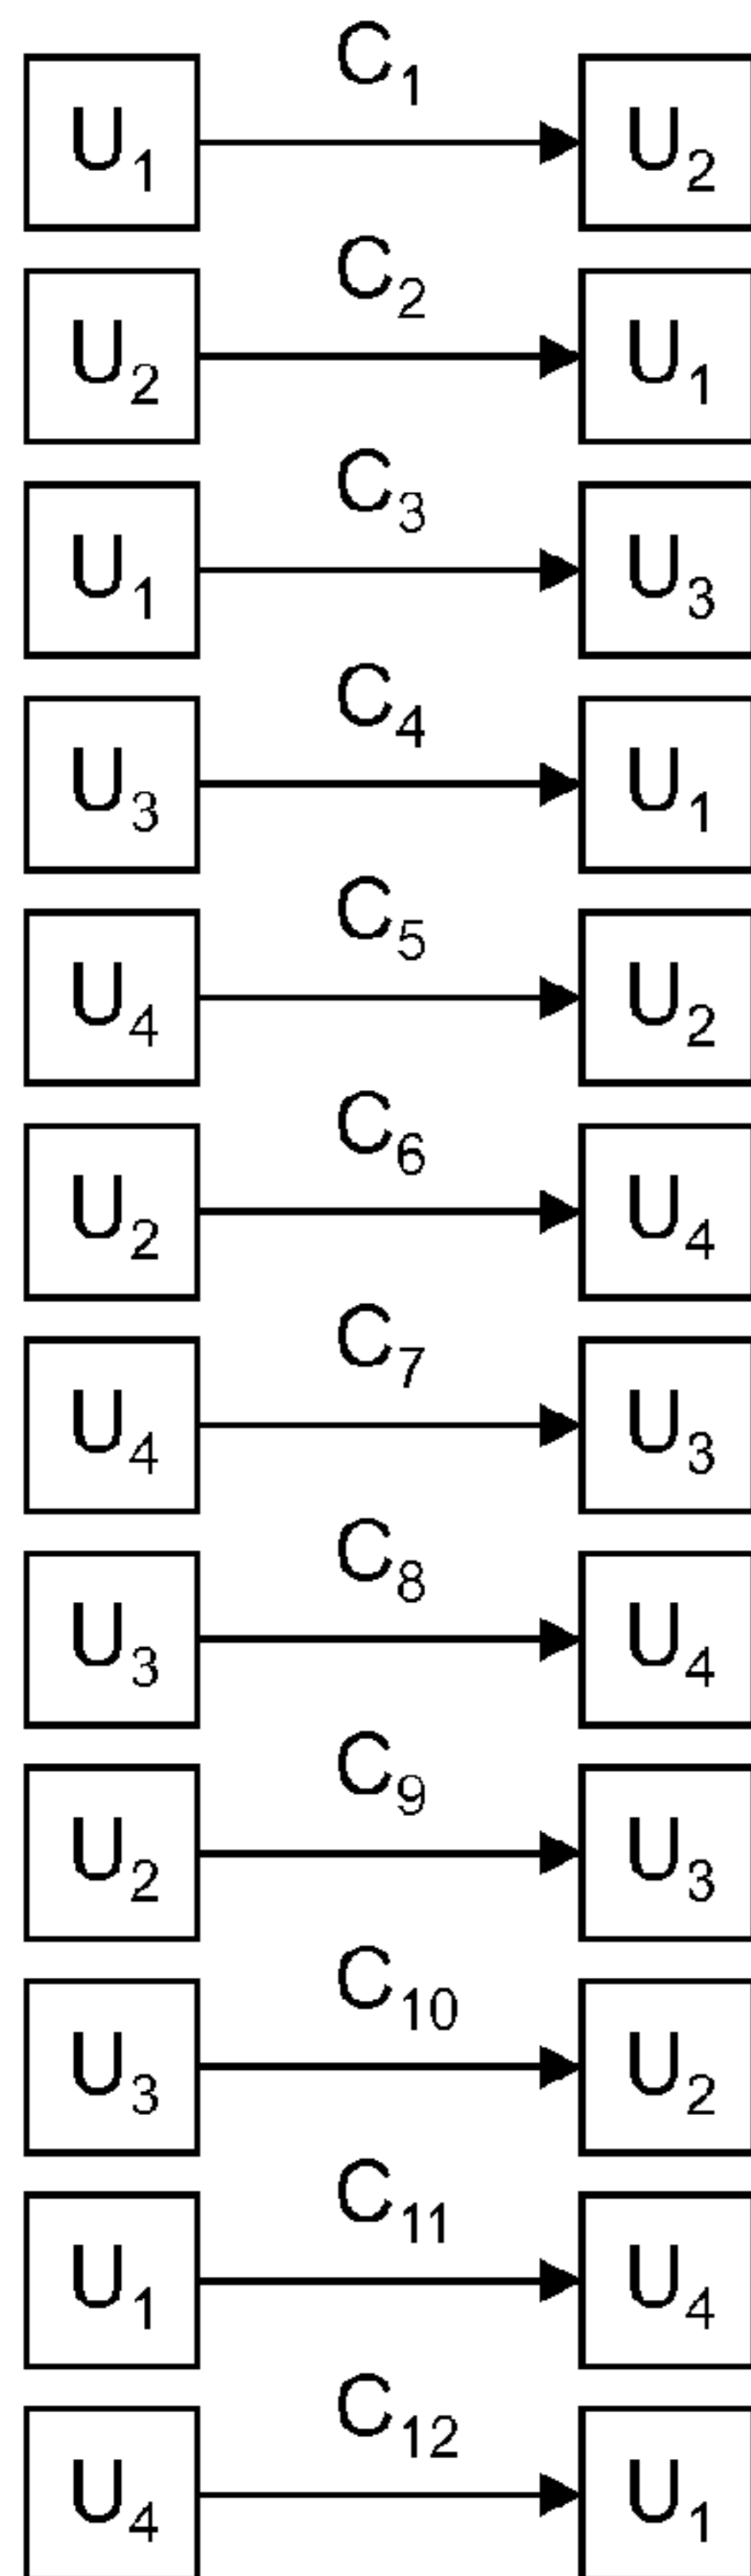 C₁
U₁ U₂
C₂
U₂ U₁
C₃
U₁ U₃
C₄
U₃ U₁
C₅
U₄ U₂
C₆
U₂ U₄
C₇
U₄ U₃
C₈
U₃ U₄
C₉
U₂ U₃
C₁₀
U₃ U₂
C₁₁
U₁ U₄
C₁₂
U₄ U₁